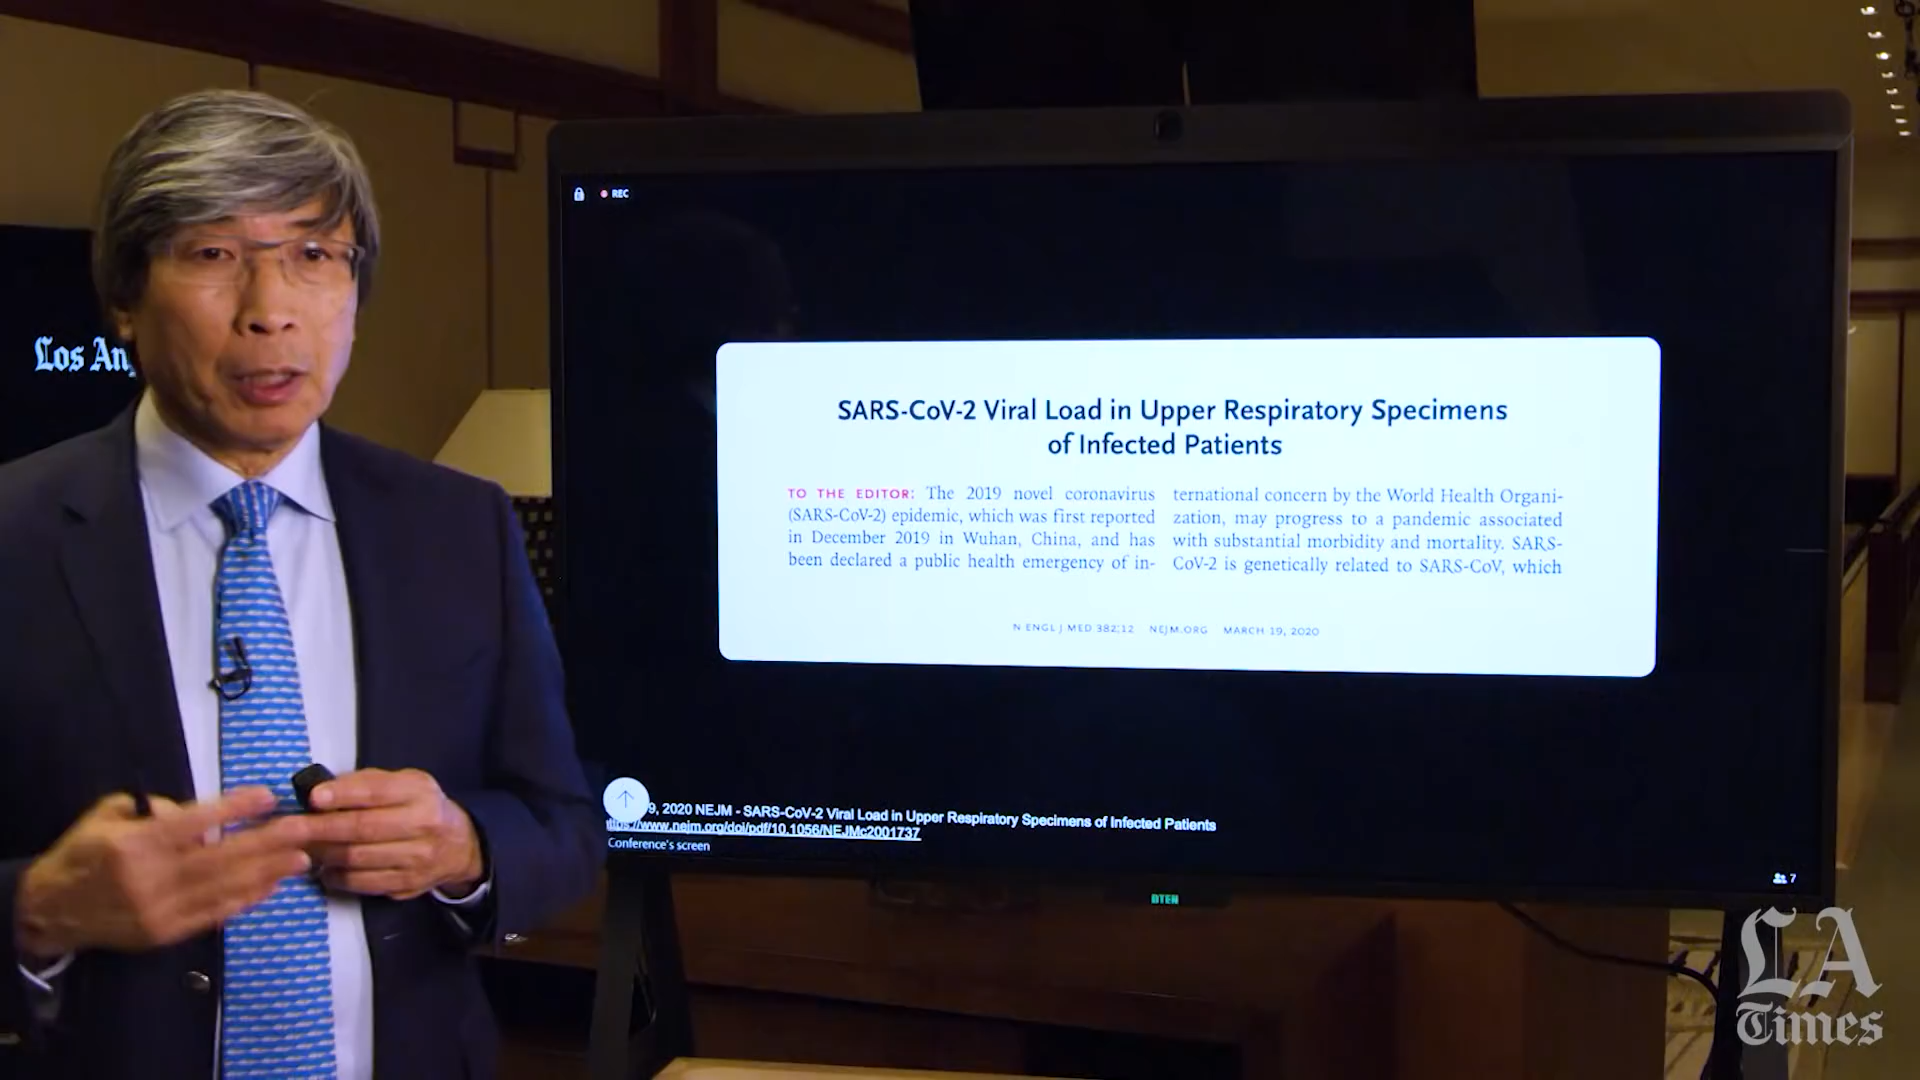 REC
Los An
SARS-CoV-2 Viral Load in Upper Respiratory Specimens
of Infected Patients
TO THE EDITOR: The 2019 novel coronavirus
(SARS-CoV-2) epidemic, which was first reported
in December 2019 in Wuhan, China, and has
been declared a public health emergency of in-
ternational concern by the World Health Organi-
zation, may progress to a pandemic associated
with substantial morbidity and mortality. SARS-
CoV-2 is genetically related to SARS-CoV, which
N ENGL J MED 382;12 NEJM.ORG MARCH 19, 2020
9, 2020 NEJM - SARS-CoV-2 Viral Load in Upper Respiratory Specimens of Infected Patients
ttps://www.nejm.org/doi/pdf/10.1056/NEJMc2001737
Conference's screen
7
DTEN
LA
Times